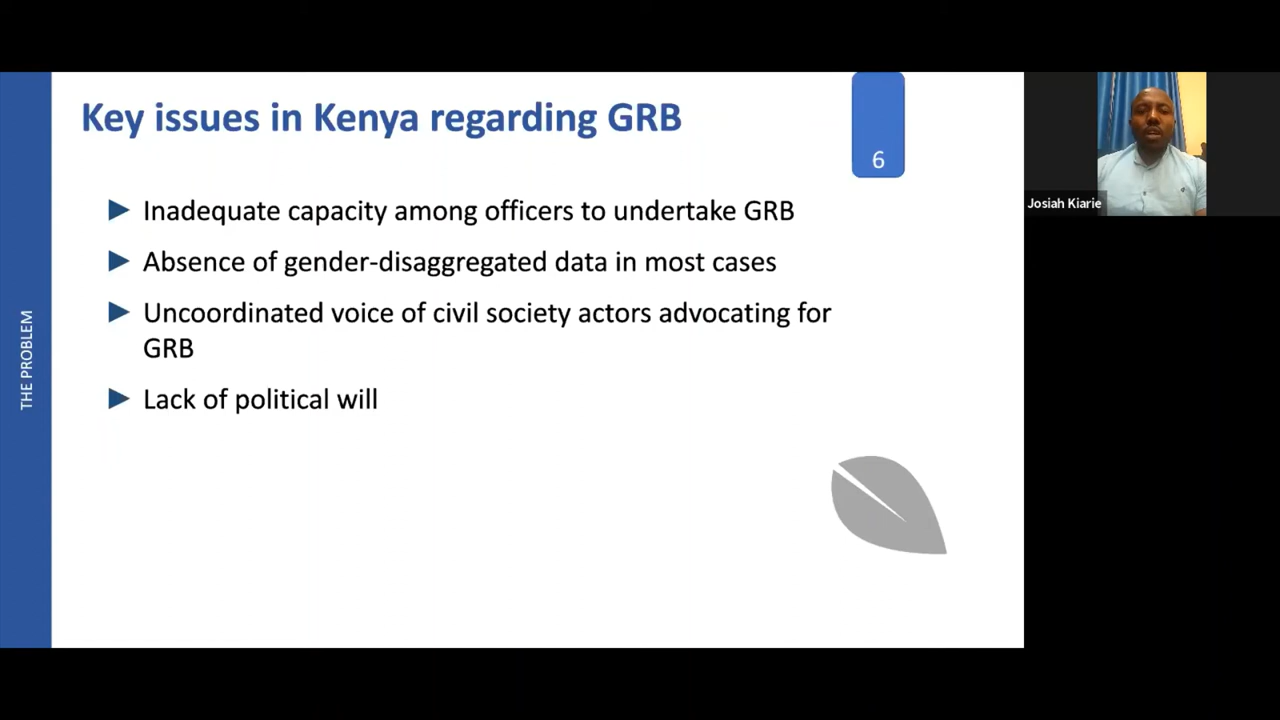 Key issues in Kenya regarding GRB
6
Inadequate capacity among officers to undertake GRB
Absence of gender-disaggregated data in most cases
Uncoordinated voice of civil society actors advocating for
GRB
Lack of political will
THE PROBLEM
Josiah Kiarie